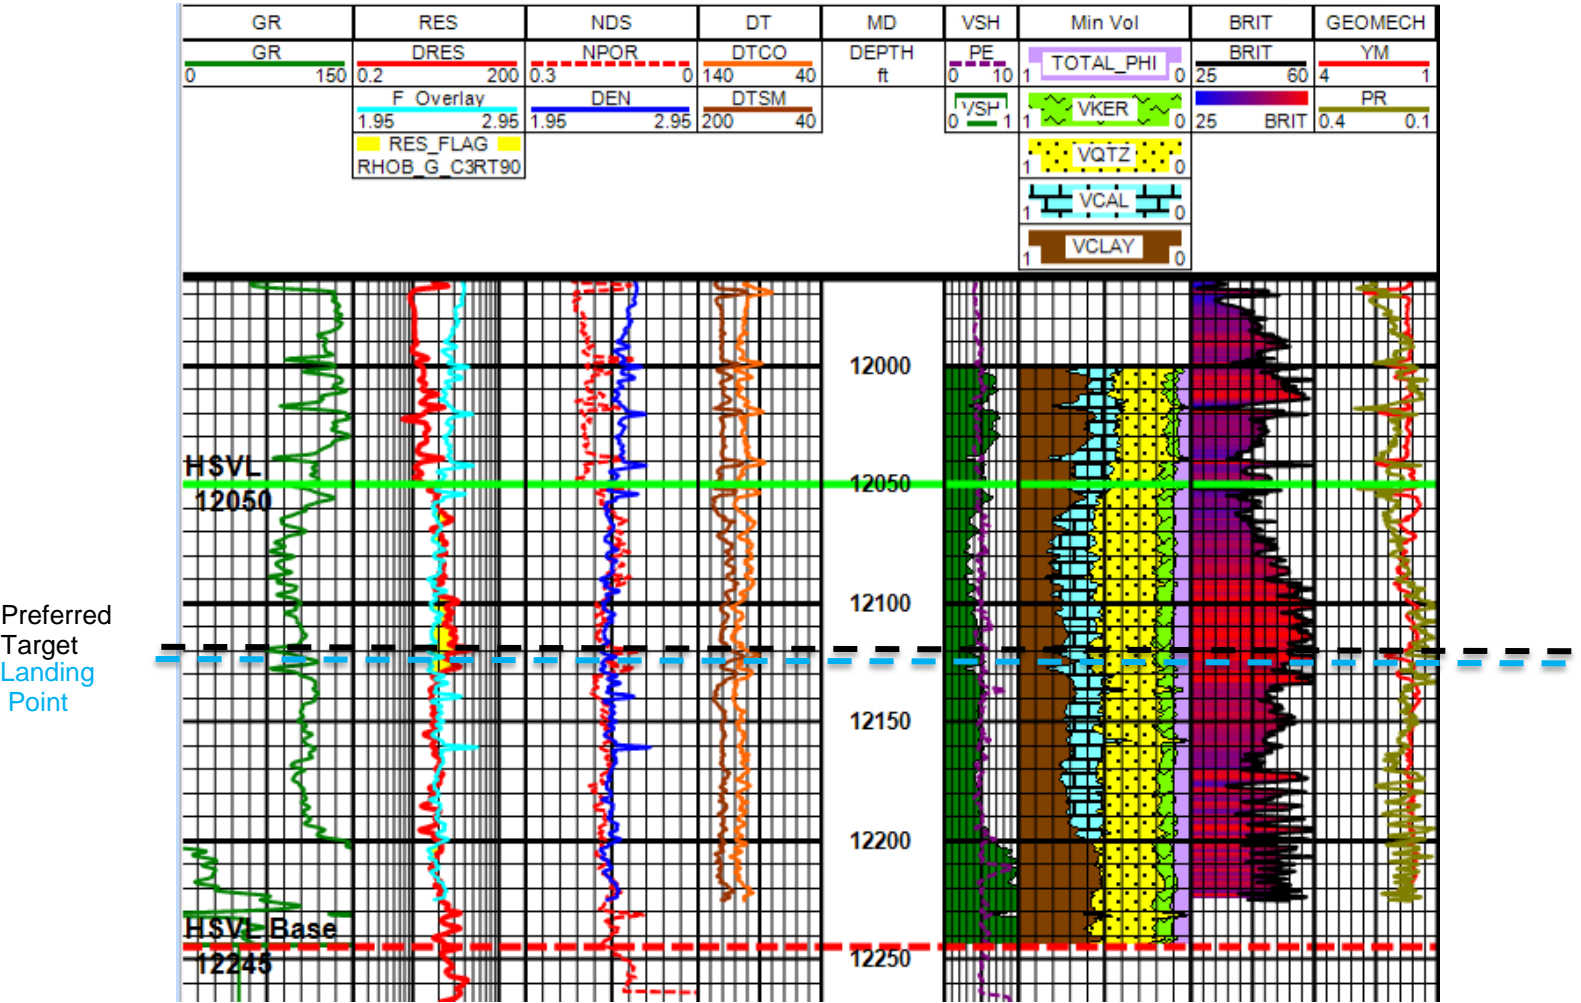 GR RES NDS DT MD VSH Min Vol BRIT GEOMECH
GR DRES NPOR DTCO DEPTH PE TOTAL_PHI BRIT YM
0 150 0.2 200 0.3 0 140 40 ft 0 10 1 0 25 60 4 1
F_Overlay DEN DTSM VSH VKER PR
1.95 2.95 1.95 2.95 200 40 0 1 1 0 25 BRIT 0.4 0.1
RES_FLAG VQTZ
RHOB_G_C3RT90 1 0
VCAL
1 0
VCLAY
1 0
12000
HSVL
12050 12050
12100
Preferred
Target
Landing
Point
12150
12200
HSVL Base
12245 12250